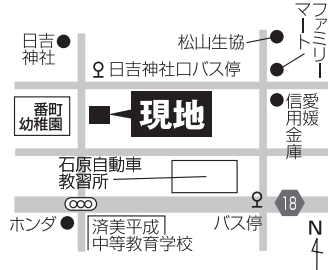 日吉
神社
松山生協
ファミリー
マート
日吉神社口バス停
番町
幼稚園
現地
愛媛
信用金庫
石原自動車
教習所
18
ホンダ
済美平成
中等教育学校
バス停
N